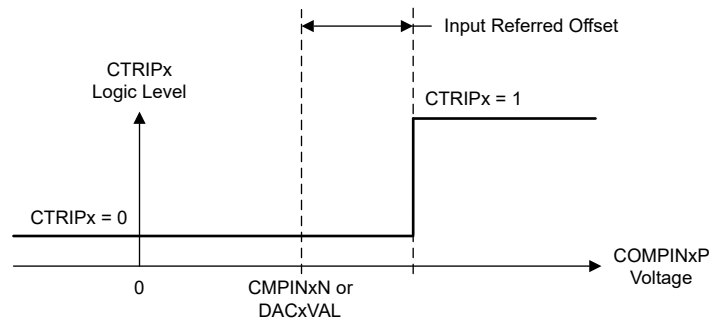 Input Referred Offset
CTRIPx
Logic Level
CTRIPx = 1
CTRIPx = 0
COMPINxP
Voltage
0
CMPINxN or
DACxVAL